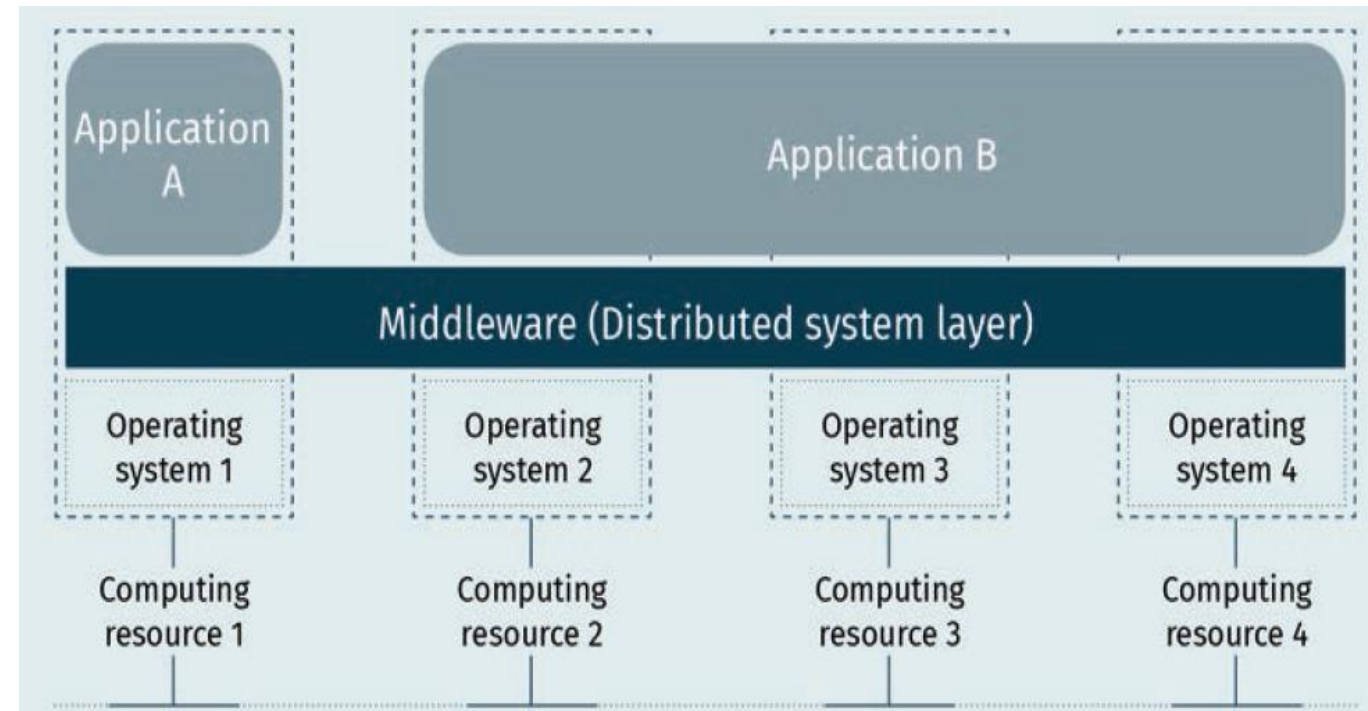 Application
A
Application B
Middleware (Distributed system layer)
Operating
system 1
Operating
system 2
Operating
system 3
Operating
system 4
Computing
resource 1
Computing
resource 2
Computing
resource 3
Computing
resource 4